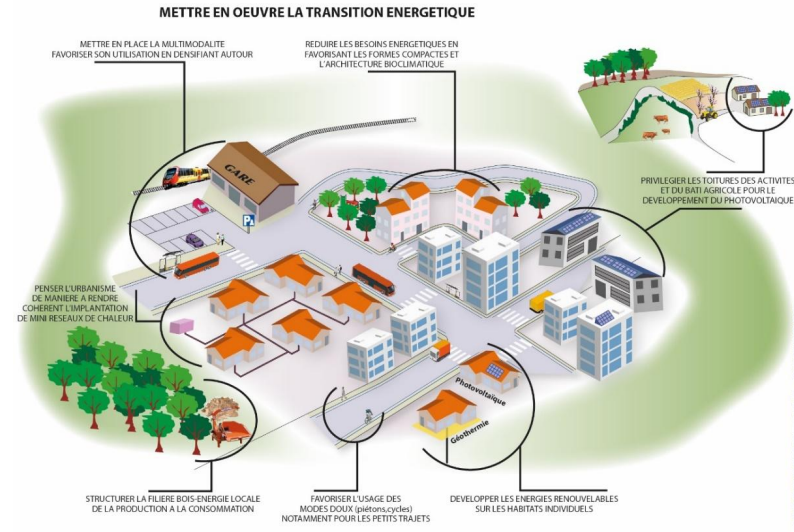 METTRE EN OEUVRE LA TRANSITION ENERGETIQUE
METTRE EN PLACE LA MULTIMODALITE
FAVORISER SON UTILISATION EN DENSIFIANT AUTOUR
REDUIRE LES BESOINS ENERGETIQUES EN
FAVORISANT LES FORMES COMPACTES ET
L'ARCHITECTURE BIOCLIMATIQUE
GARE
P
PRIVILEGIER LES TOITURES DES ACTIVITES
ET DU BATI AGRICOLE POUR LE
DEVELOPPEMENT DU PHOTOVOLTAIQUE
PENSER L'URBANISME
DE MANIERE A RENDRE
COHERENT L'IMPLANTATION
DE MINI RESEAUX DE CHALEUR
Photovoltaïque
Géothermie
STRUCTURER LA FILIERE BOIS-ENERGIE LOCALE
DE LA PRODUCTION A LA CONSOMMATION
FAVORISER L'USAGE DES
MODES DOUX (piétons,cycles)
NOTAMMENT POUR LES PETITS TRAJETS
DEVELOPPER LES ENERGIES RENOUVELABLES
SUR LES HABITATS INDIVIDUELS